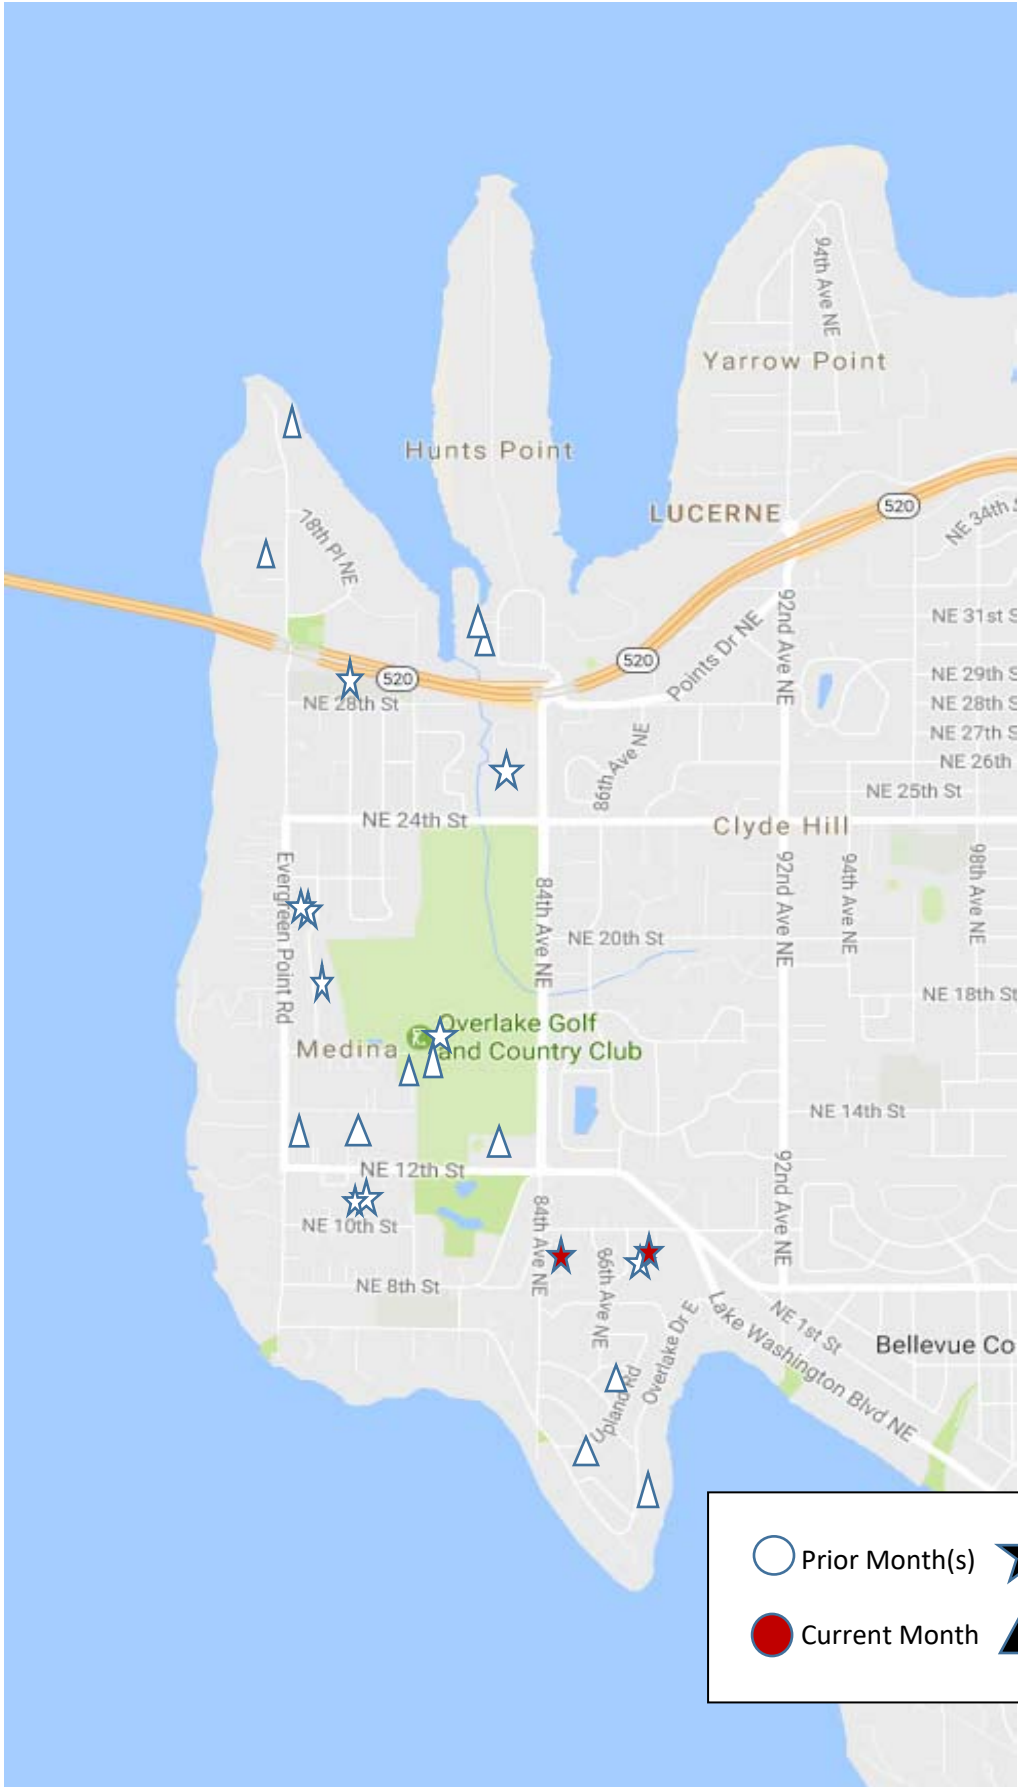 94th Ave NE
Yarrow Point
Hunts Point
LUCERNE
520
NE 34th
78th Pl NE
92nd Ave NE
NE 31st S
520
Points Dr NE
520
NE 29th S
NE 28th St
NE 28th S
86th Ave NE
NE 27th S
NE 26th
NE 25th St
NE 24th St
Clyde Hill
Evergreen Point Rd
84th Ave NE
92nd Ave NE
94th Ave NE
98th Ave NE
NE 20th St
NE 18th St
Medina
Overlake Golf
and Country Club
NE 14th St
NE 12th St
92nd Ave NE
84th Ave NE
NE 10th St
86th Ave NE
NE 8th St
Overlake Dr E
Lake Washington Blvd NE
NE 1st St
Bellevue Co
Upland Rd
Prior Month(s)
Current Month